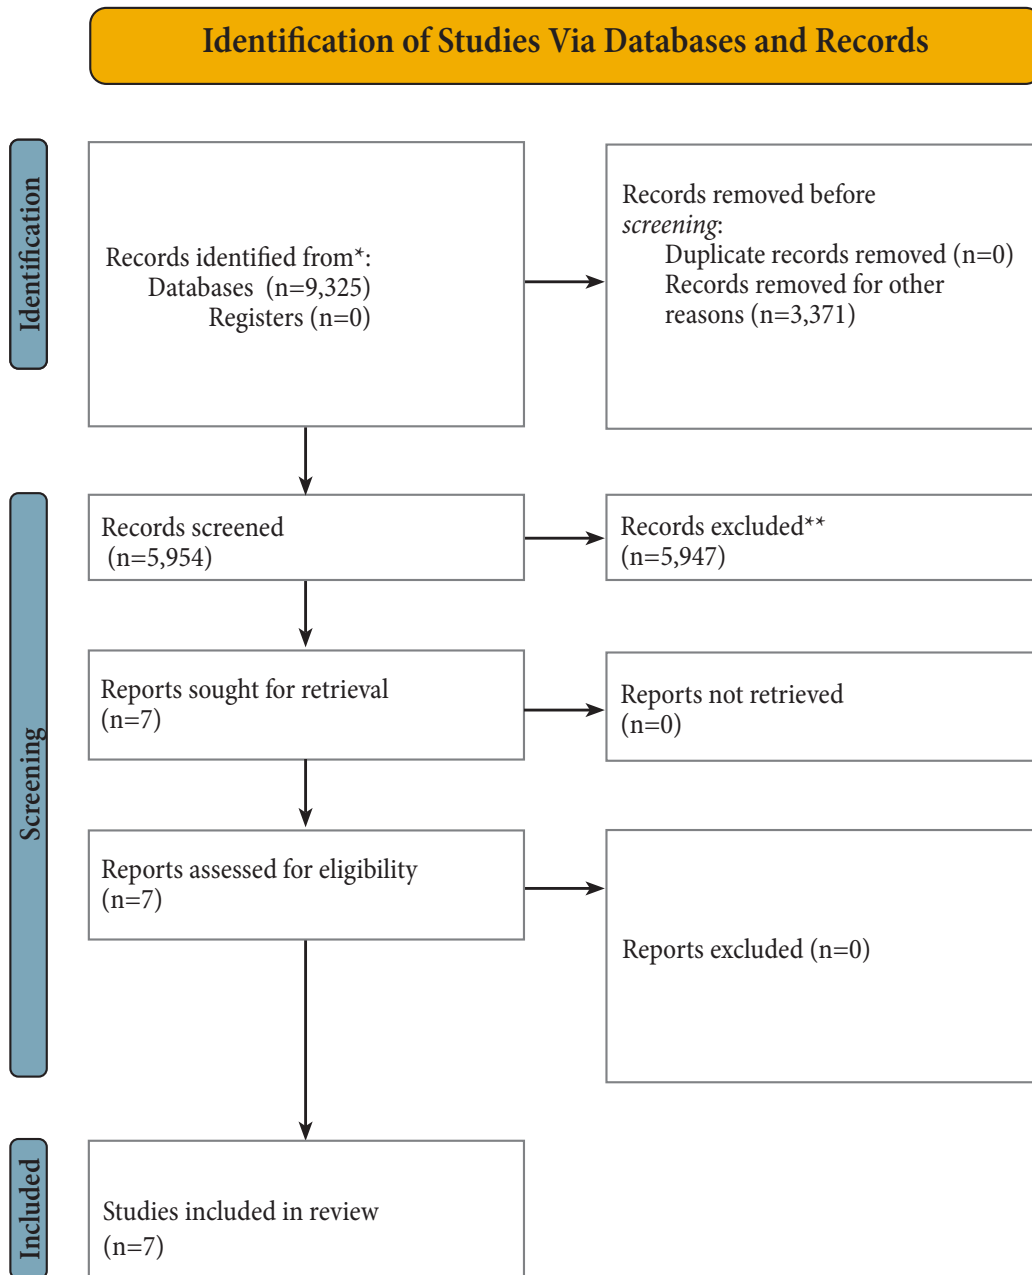 Identification of Studies Via Databases and Records
Identification
Records identified from*:
Databases (n=9,325)
Registers (n=0)
Records removed before
screening:
Duplicate records removed (n=0)
Records removed for other
reasons (n=3,371)
Screening
Records screened
(n=5,954)
Records excluded**
(n=5,947)
Reports sought for retrieval
(n=7)
Reports not retrieved
(n=0)
Reports assessed for eligibility
(n=7)
Reports excluded (n=0)
Included
Studies included in review
(n=7)